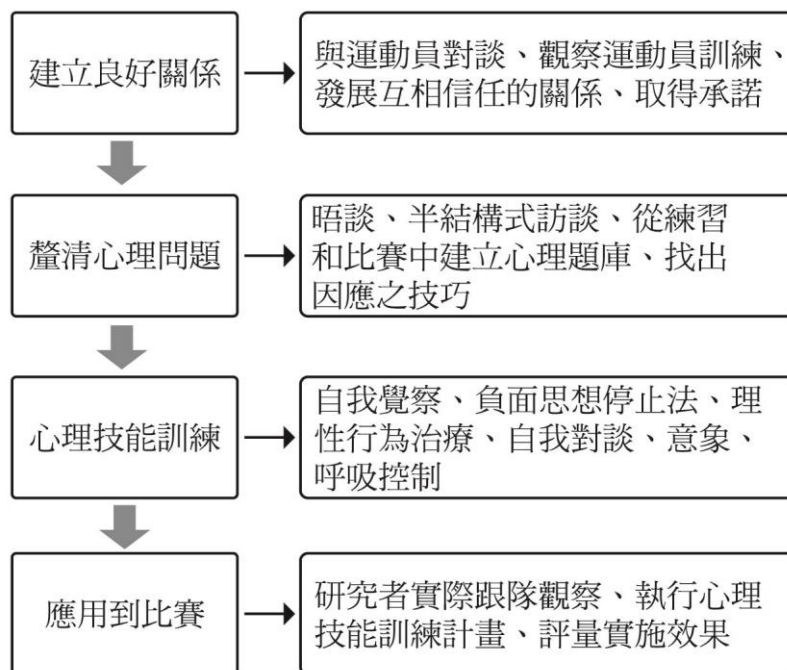 建立良好關係
與運動員對談、觀察運動員訓練、
發展互相信任的關係、取得承諾
釐清心理問題
晤談、半結構式訪談、從練習
和比賽中建立心理題庫、找出
因應之技巧
心理技能訓練
自我覺察、負面思想停止法、理
性行為治療、自我對談、意象、
呼吸控制
應用到比賽
研究者實際跟隊觀察、執行心理
技能訓練計畫、評量實施效果